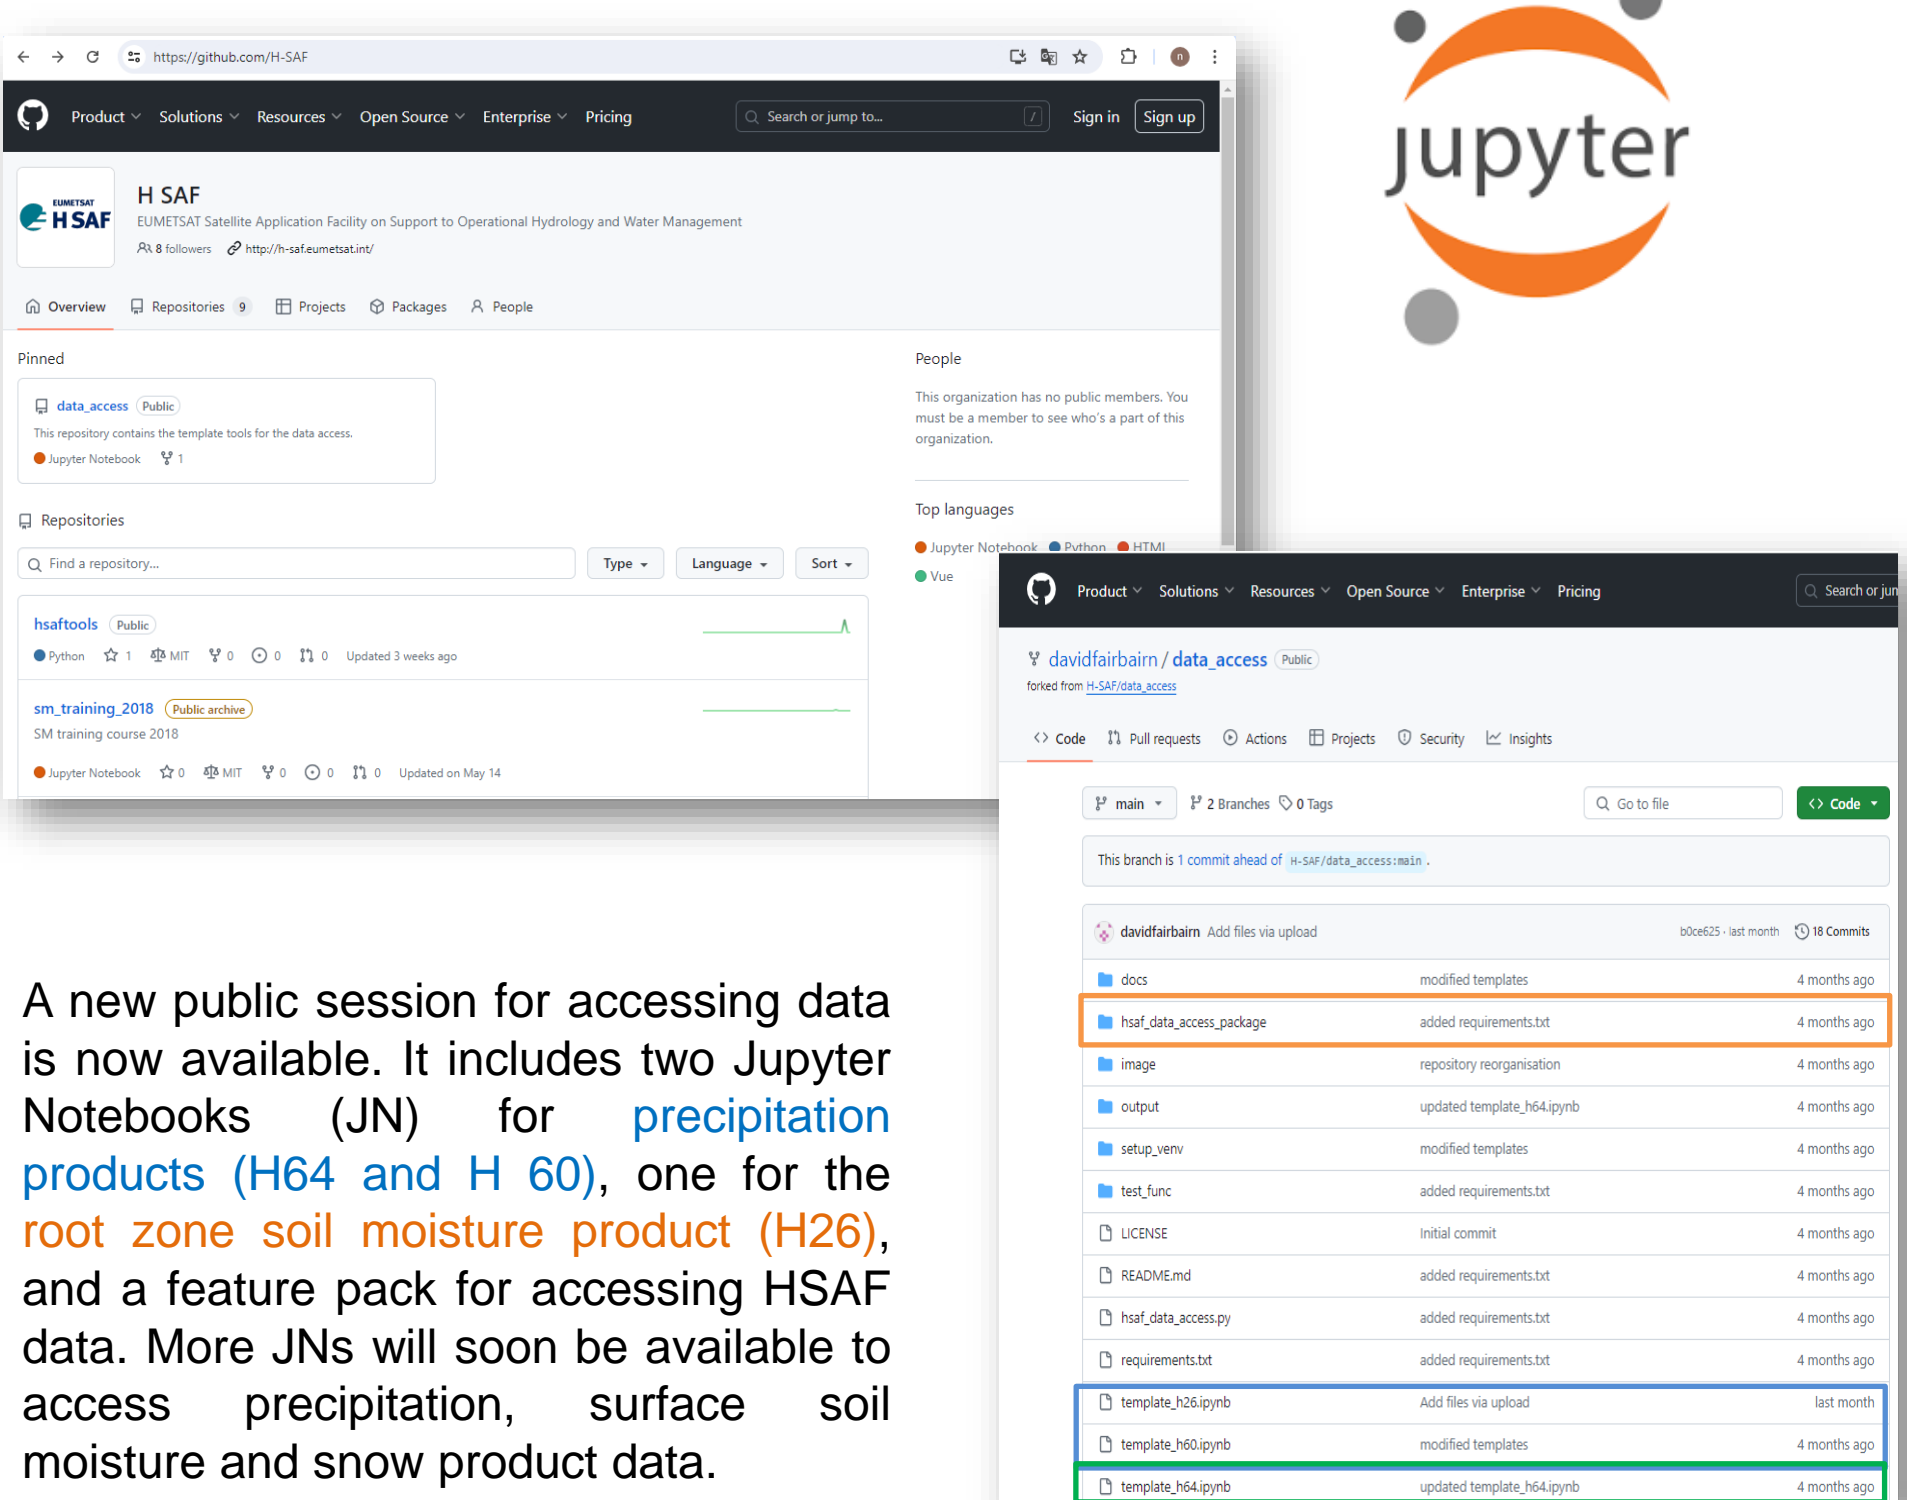 https://github.com/H-SAF
Product Solutions Resources Open Source Enterprise Pricing Search or jump to... / Sign in Sign up
EUMETSAT
H SAF
H SAF
EUMETSAT Satellite Application Facility on Support to Operational Hydrology and Water Management
8 followers http://h-saf.eumetsat.int/
Overview Repositories 9 Projects Packages People
Pinned
data_access Public
This repository contains the template tools for the data access.
Jupyter Notebook 1
Repositories
Find a repository... Type Language Sort
hsaftools Public
Python 1 MIT 0 0 0 Updated 3 weeks ago
sm_training_2018 Public archive
SM training course 2018
Jupyter Notebook 0 MIT 0 0 0 Updated on May 14
People
This organization has no public members. You
must be a member to see who's a part of this
organization.
Top languages
Jupyter Notebook Python HTML
Vue
jupyter
Product Solutions Resources Open Source Enterprise Pricing Search or jum
davidfairbairn / data_access Public
forked from H-SAF/data_access
Code Pull requests Actions Projects Security Insights
main 2 Branches 0 Tags Go to file Code
This branch is 1 commit ahead of H-SAF/data_access:main .
davidfairbairn Add files via upload b0ce625 · last month 18 Commits
docs modified templates 4 months ago
hsaf_data_access_package added requirements.txt 4 months ago
image repository reorganisation 4 months ago
output updated template_h64.ipynb 4 months ago
setup_venv modified templates 4 months ago
test_func added requirements.txt 4 months ago
LICENSE Initial commit 4 months ago
README.md added requirements.txt 4 months ago
hsaf_data_access.py added requirements.txt 4 months ago
requirements.txt added requirements.txt 4 months ago
template_h26.ipynb Add files via upload last month
template_h60.ipynb modified templates 4 months ago
template_h64.ipynb updated template_h64.ipynb 4 months ago
A new public session for accessing data
is now available. It includes two Jupyter
Notebooks (JN) for precipitation
products (H64 and H 60), one for the
root zone soil moisture product (H26),
and a feature pack for accessing HSAF
data. More JNs will soon be available to
access precipitation, surface soil
moisture and snow product data.